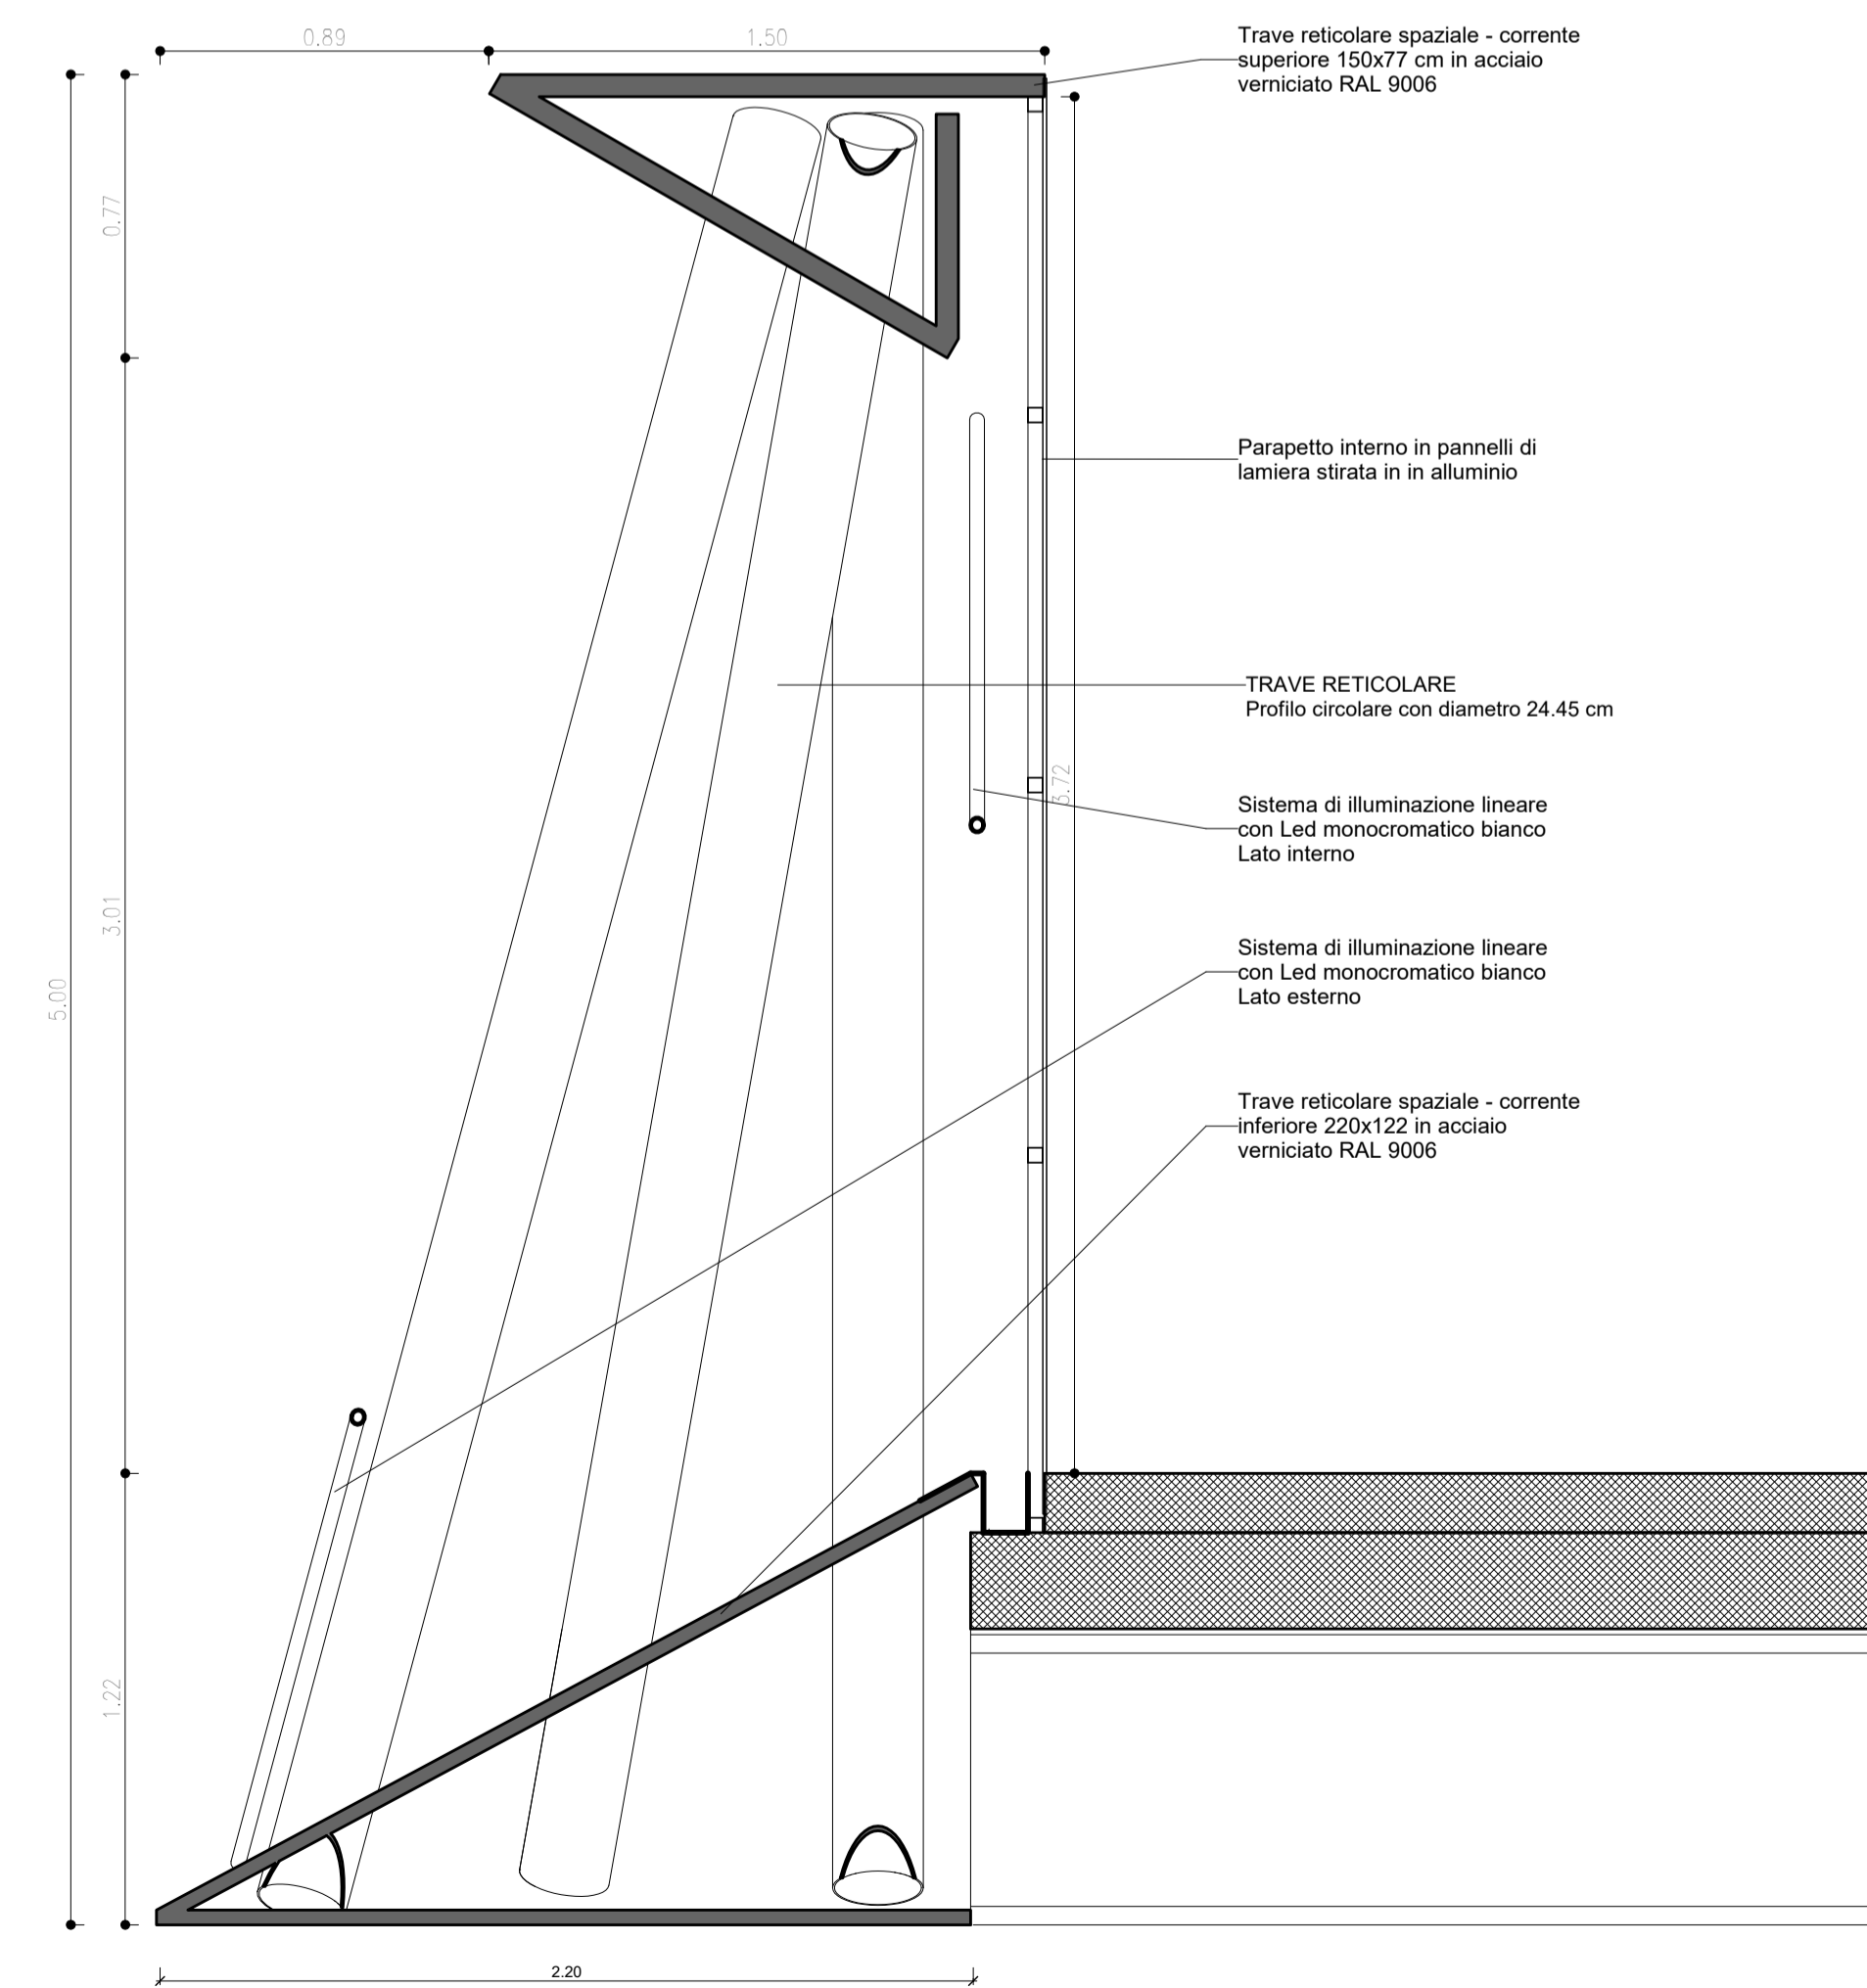 0.89
1.50
Trave reticolare spaziale - corrente
superiore 150x77 cm in acciaio
verniciato RAL 9006
0.77
Parapetto interno in pannelli di
lamiera stirata in in alluminio
TRAVE RETICOLARE
Profilo circolare con diametro 24.45 cm
3.72
Sistema di illuminazione lineare
con Led monocromatico bianco
Lato interno
3.01
5.00
Sistema di illuminazione lineare
con Led monocromatico bianco
Lato esterno
Trave reticolare spaziale - corrente
inferiore 220x122 in acciaio
verniciato RAL 9006
1.22
2.20